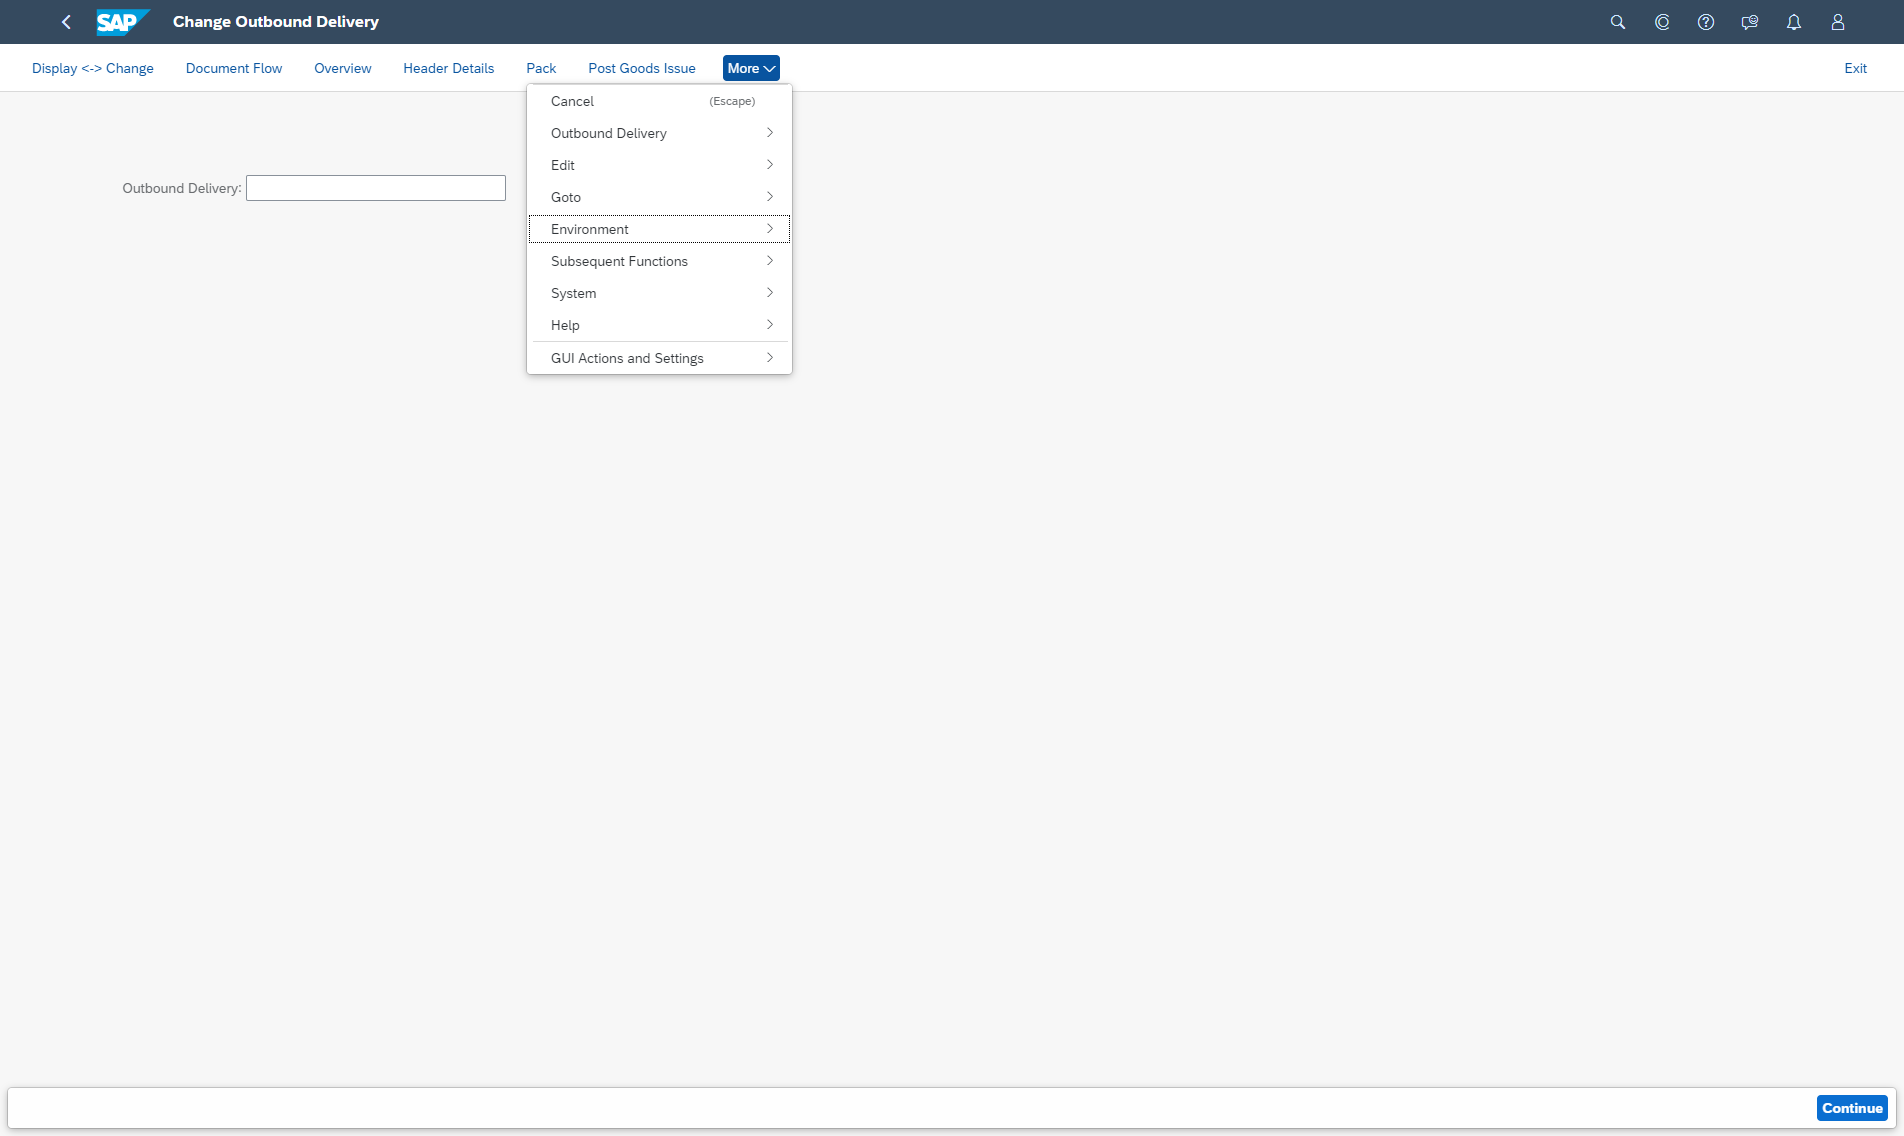 SAP Change Outbound Delivery
Display <-> Change Document Flow Overview Header Details Pack Post Goods Issue More Exit
Cancel (Escape)
Outbound Delivery
Edit
Outbound Delivery:
Goto
Environment
Subsequent Functions
System
Help
GUI Actions and Settings
Continue